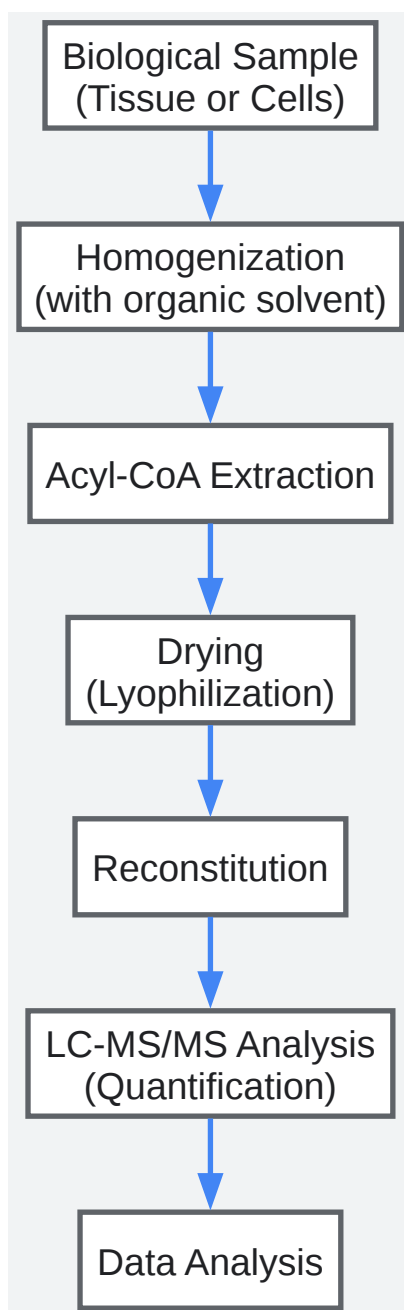 Biological Sample
(Tissue or Cells)
Homogenization
(with organic solvent)
Acyl-CoA Extraction
Drying
(Lyophilization)
Reconstitution
LC-MS/MS Analysis
(Quantification)
Data Analysis